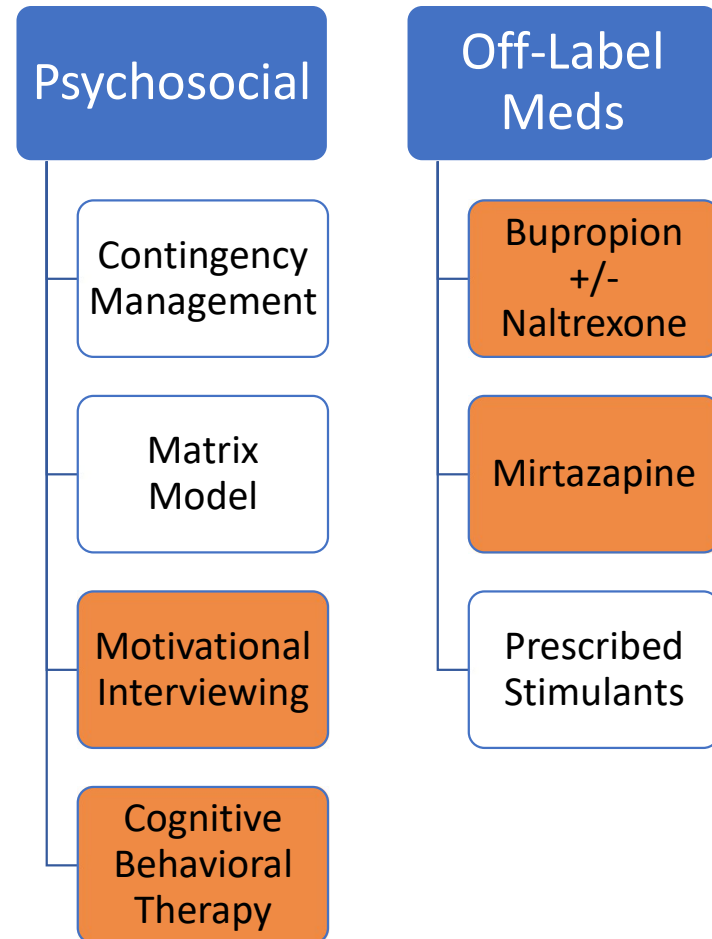 Psychosocial
Contingency
Management
Matrix
Model
Motivational
Interviewing
Cognitive
Behavioral
Therapy
Off-Label
Meds
Bupropion
+/-
Naltrexone
Mirtazapine
Prescribed
Stimulants